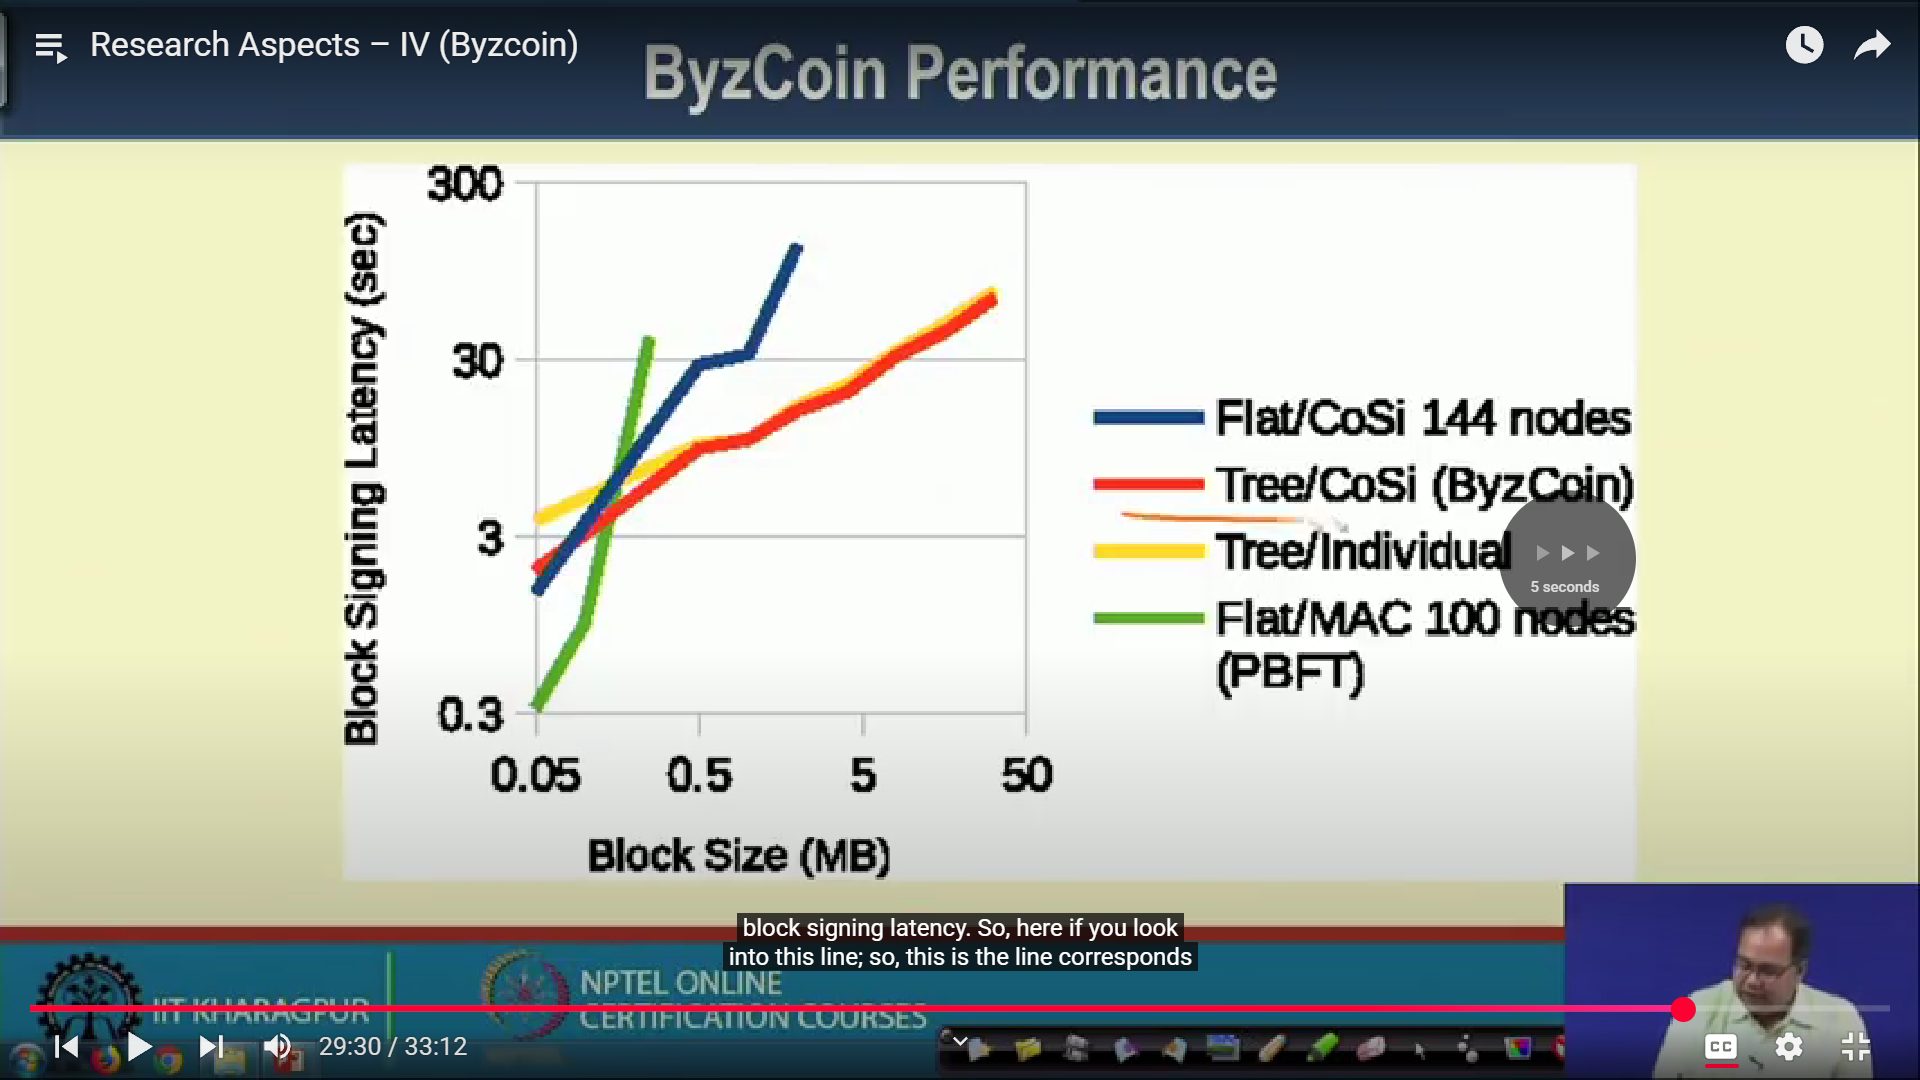 Research Aspects – IV (Byzcoin)
ByzCoin Performance
300
30
3
0.3
Block Signing Latency (sec)
0.05 0.5 5 50
Block Size (MB)
Flat/CoSi 144 nodes
Tree/CoSi (ByzCoin)
Tree/Individual
Flat/MAC 100 nodes
(PBFT)
5 seconds
block signing latency. So, here if you look
into this line; so, this is the line corresponds
IIT KHARAGPUR
NPTEL ONLINE
CERTIFICATION COURSES
29:30 / 33:12
CC